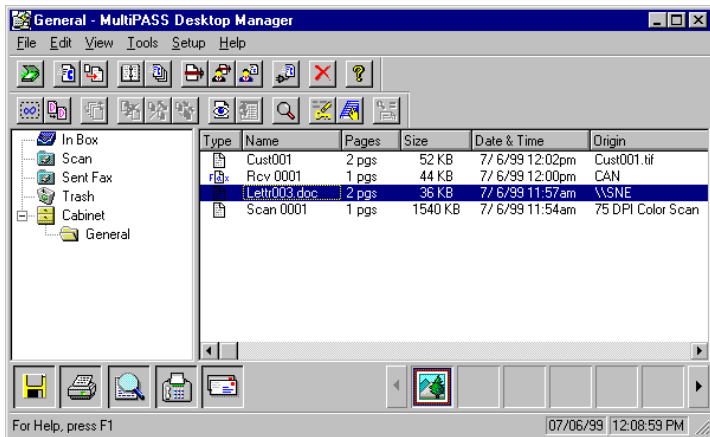 General - MultiPASS Desktop Manager
File Edit View Tools Setup Help
In Box
Scan
Sent Fax
Trash
Cabinet
General
Type Name Pages Size Date & Time Origin
Cust001 2 pgs 52 KB 7/ 6/99 12:02pm Cust001.tif
Rcv 0001 1 pgs 44 KB 7/ 6/99 12:00pm CAN
Lettr003.doc 2 pgs 36 KB 7/ 6/99 11:57am \\SNE
Scan 0001 1 pgs 1540 KB 7/ 6/99 11:54am 75 DPI Color Scan
For Help, press F1 07/06/99 12:08:59 PM